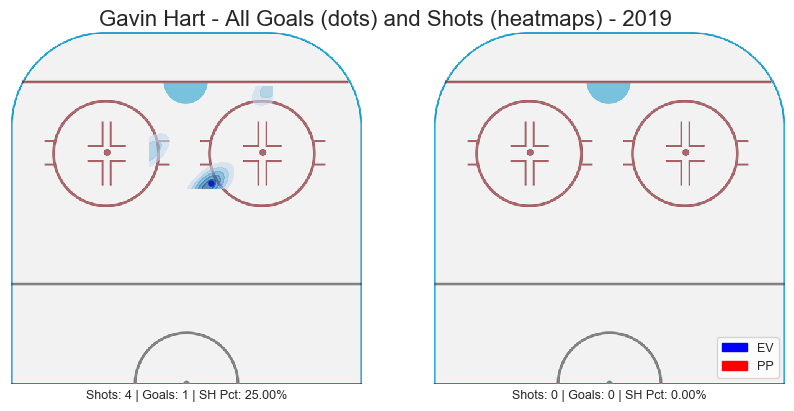 Gavin Hart - All Goals (dots) and Shots (heatmaps) - 2019
EV
PP
Shots: 4 | Goals: 1 | SH Pct: 25.00%
Shots: 0 | Goals: 0 | SH Pct: 0.00%